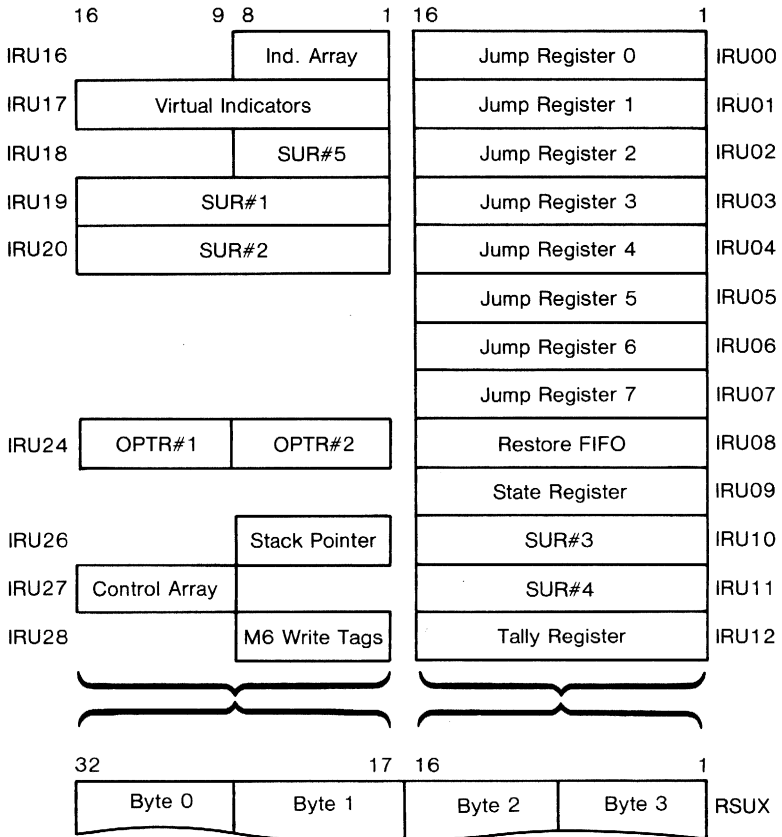 16 9 8 1 16 1
IRU16 Ind. Array Jump Register 0 IRU00
IRU17 Virtual Indicators Jump Register 1 IRU01
IRU18 SUR#5 Jump Register 2 IRU02
IRU19 SUR#1 Jump Register 3 IRU03
IRU20 SUR#2 Jump Register 4 IRU04
Jump Register 5 IRU05
Jump Register 6 IRU06
Jump Register 7 IRU07
IRU24 OPTR#1 OPTR#2 Restore FIFO IRU08
State Register IRU09
IRU26 Stack Pointer SUR#3 IRU10
IRU27 Control Array SUR#4 IRU11
IRU28 M6 Write Tags Tally Register IRU12
32 17 16 1
Byte 0 Byte 1 Byte 2 Byte 3 RSUX